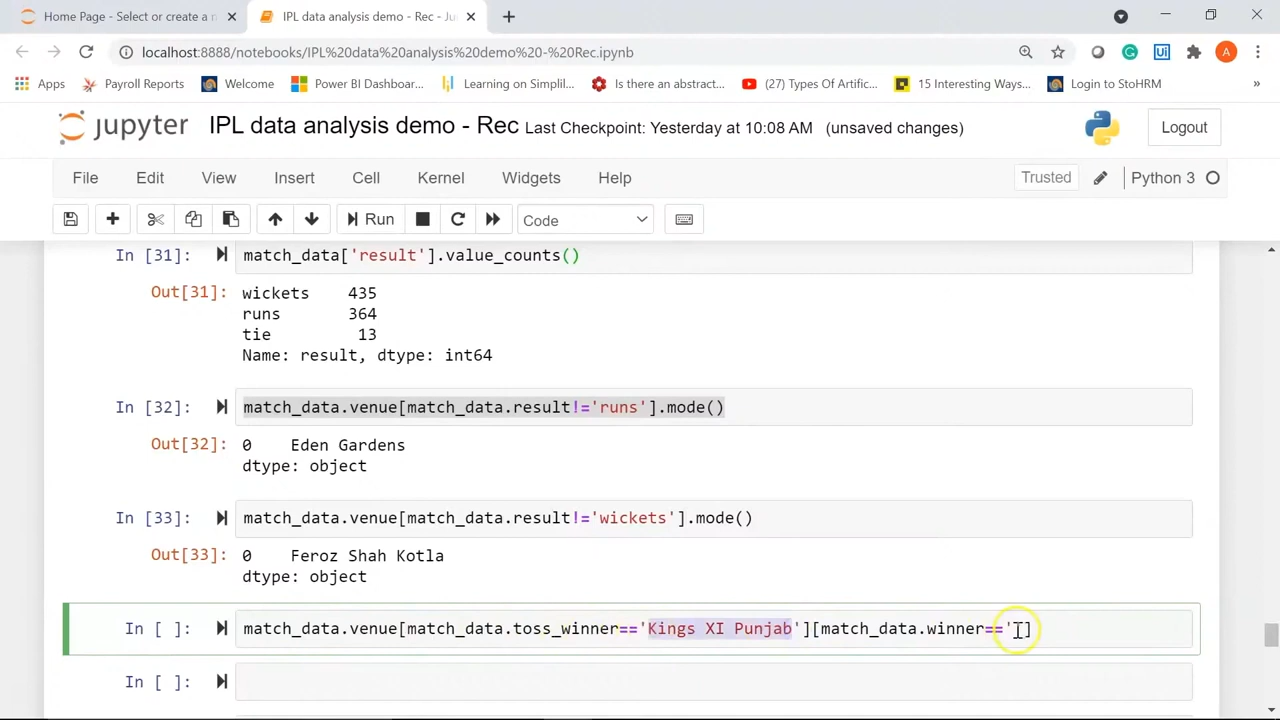 Home Page - Select or create a n
IPL data analysis demo - Rec - Ju
localhost:8888/notebooks/IPL%20data%20analysis%20demo%20-%20Rec.ipynb
A
Apps
Payroll Reports
Welcome
Power BI Dashboar...
Learning on Simplil...
Is there an abstract...
(27) Types Of Artific...
15 Interesting Ways...
Login to StoHRM
»
jupyter IPL data analysis demo - Rec Last Checkpoint: Yesterday at 10:08 AM (unsaved changes)
Logout
File Edit View Insert Cell Kernel Widgets Help
Trusted
Python 3
Run
Code
In [31]: match_data['result'].value_counts()
Out[31]: wickets 435
runs 364
tie 13
Name: result, dtype: int64
In [32]: match_data.venue[match_data.result!='runs'].mode()
Out[32]: 0 Eden Gardens
dtype: object
In [33]: match_data.venue[match_data.result!='wickets'].mode()
Out[33]: 0 Feroz Shah Kotla
dtype: object
In [ ]: match_data.venue[match_data.toss_winner=='Kings XI Punjab'][match_data.winner=='']
In [ ]: